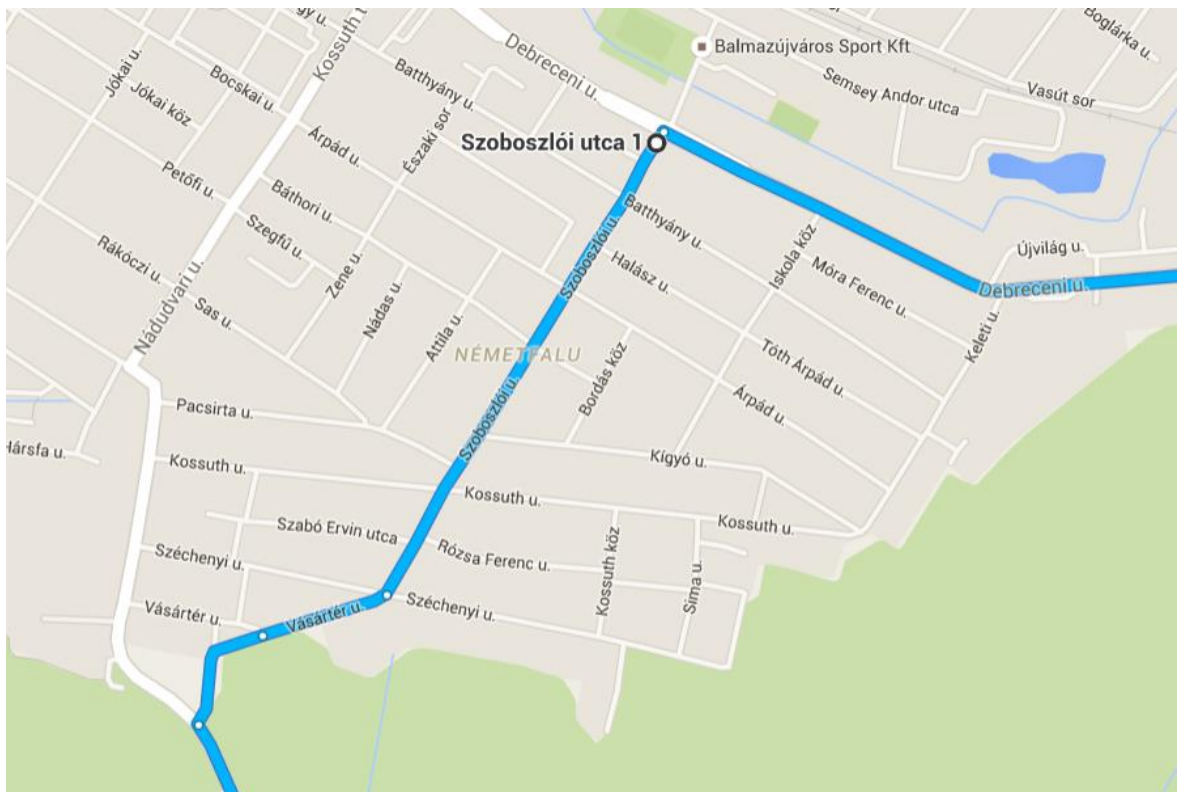 gy u.
Kossuth u.
Debreceni u.
Balmazújváros Sport Kft
Boglárka u.
Jókai u.
Bocskai u.
Batthyány u.
Semsey Andor utca
Vasút sor
Jókai köz
Árpád u.
Északi sor
Szoboszlói utca 1
Petőfi u.
Báthori u.
Szegfű u.
Batthyány u.
Iskola köz
Szoboszlói u.
Halász u.
Móra Ferenc u.
Újvilág u.
Debreceni u.
Rákóczi u.
Sas u.
Zene u.
Nádas u.
Attila u.
Nádudvari u.
NÉMETFALU
Bordás köz
Tóth Árpád u.
Keleti u.
Árpád u.
Pacsirta u.
Szoboszlói u.
Hársfa u.
Kossuth u.
Kígyó u.
Kossuth u.
Kossuth u.
Szabó Ervin utca
Rózsa Ferenc u.
Kossuth köz
Sima u.
Széchenyi u.
Vásártér u.
Vásártér u.
Széchenyi u.